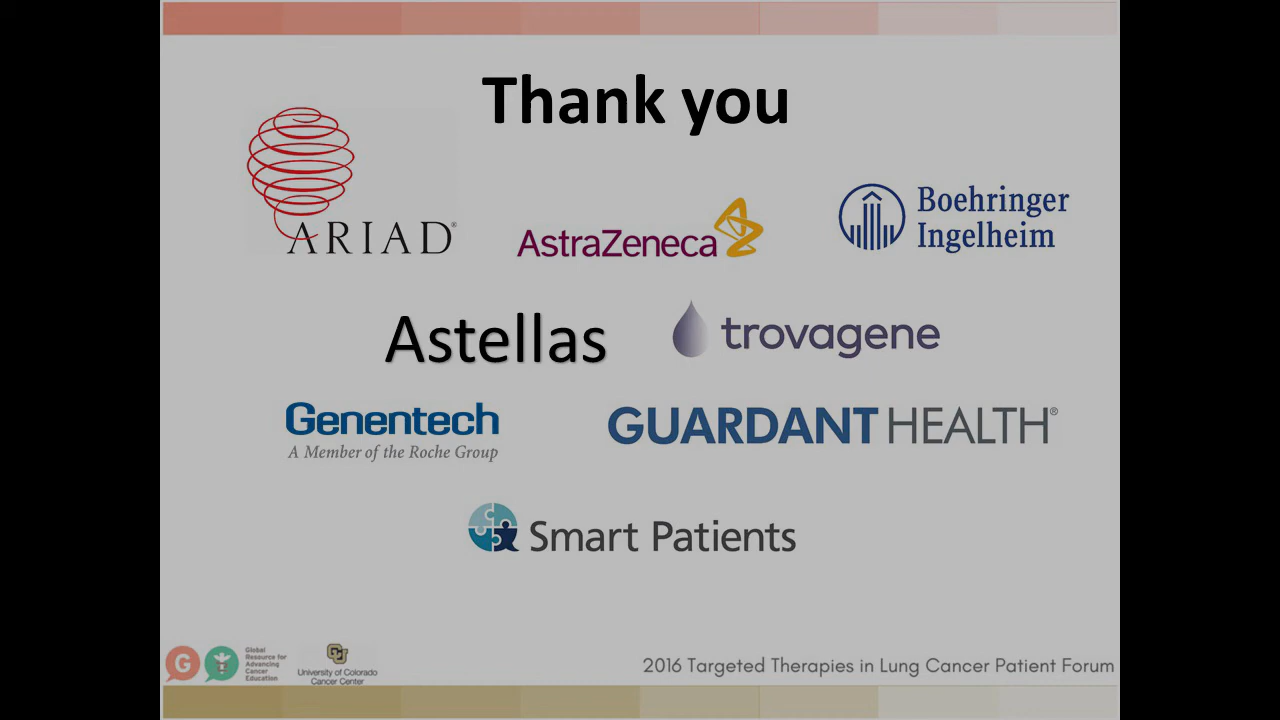 Thank you
ARIAD®
AstraZeneca
Boehringer
Ingelheim
Astellas
trovagene
Genentech
A Member of the Roche Group
GUARDANT HEALTH®
Smart Patients
G
Global
Resource for
Advancing
Cancer
Education
CU
University of Colorado
Cancer Center
2016 Targeted Therapies in Lung Cancer Patient Forum